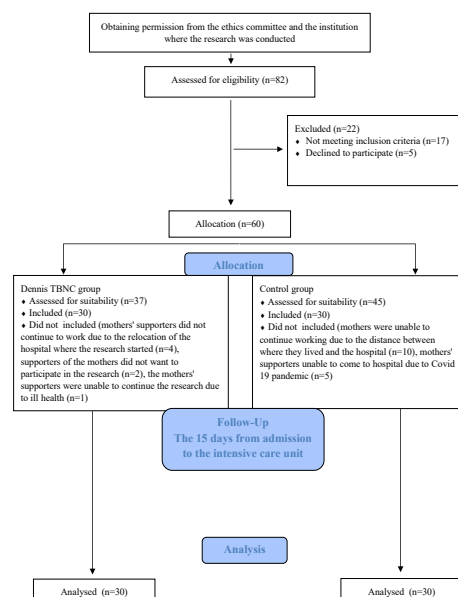 Obtaining permission from the ethics committee and the institution
where the research was conducted
Assessed for eligibility (n=82)
Excluded (n=22)
♦ Not meeting inclusion criteria (n=17)
♦ Declined to participate (n=5)
Allocation (n=60)
Allocation
Dennis TBNC group
♦ Assessed for suitability (n=37)
♦ Included (n=30)
♦ Did not included (mothers' supporters did not
continue to work due to the relocation of the
hospital where the research started (n=4),
supporters of the mothers did not want to
participate in the research (n=2), the mothers'
supporters were unable to continue the research due
to ill health (n=1)
Control group
♦ Assessed for suitability (n=45)
♦ Included (n=30)
♦ Did not included (mothers were unable to
continue working due to the distance between
where they lived and the hospital (n=10), mothers'
supporters unable to come to hospital due to Covid
19 pandemic (n=5)
Follow-Up
The 15 days from admission
to the intensive care unit
Analysis
Analysed (n=30)
Analysed (n=30)